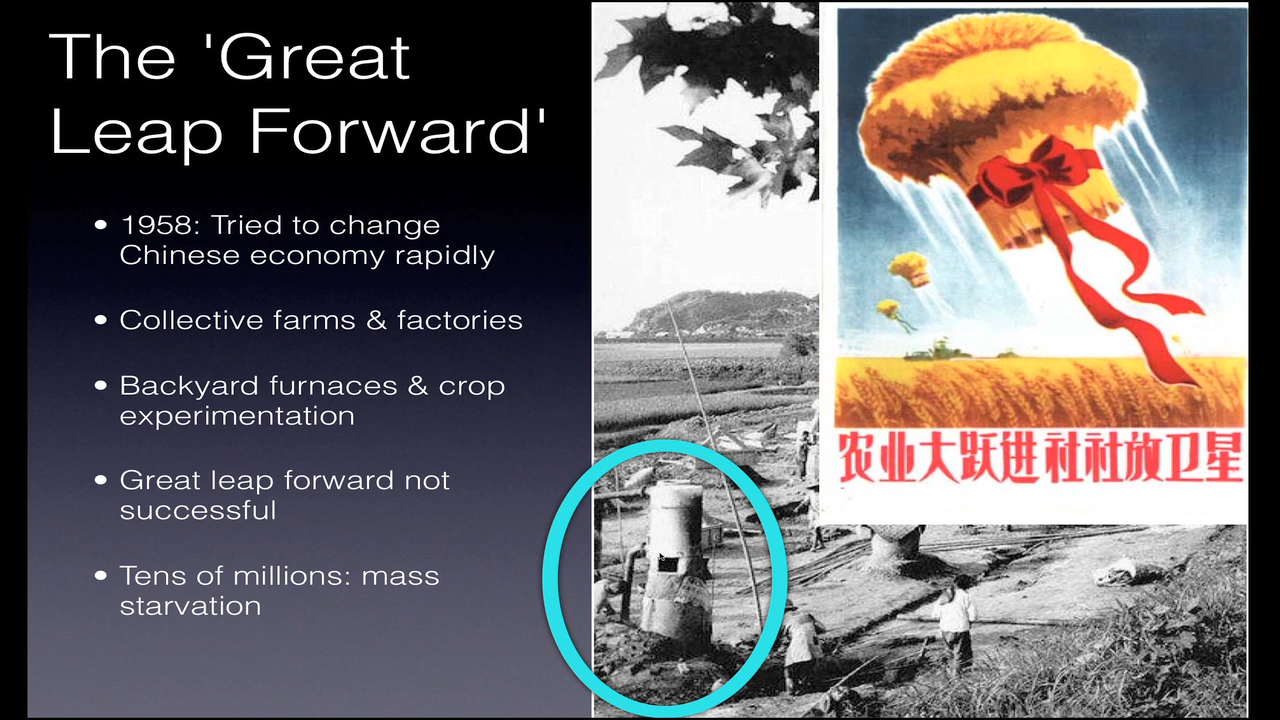 The 'Great
Leap Forward'
• 1958: Tried to change
Chinese economy rapidly
• Collective farms & factories
• Backyard furnaces & crop
experimentation
• Great leap forward not
successful
• Tens of millions: mass
starvation
农业大跃进 社社放卫星